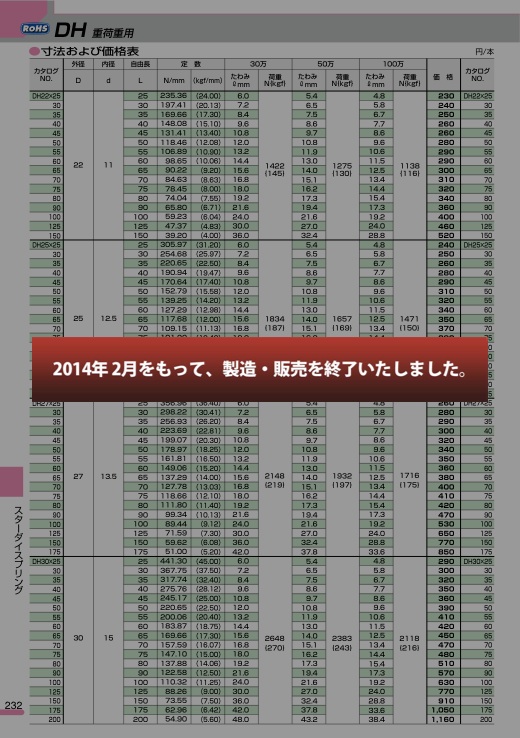 RoHS DH 重荷重用
●寸法および価格表
円/本
カタログNO. 外径D 内径d 自由長L 定数 N/mm (kgf/mm) 30万 たわみℓmm 荷重N(kgf) 50万 たわみℓmm 荷重N(kgf) 100万 たわみℓmm 荷重N(kgf) 価格 カタログNO.
DH22×25 25 235.36 (24.00) 6.0 5.4 4.8 230 DH22×25
30 30 197.41 (20.13) 7.2 6.5 5.8 240 30
35 35 169.66 (17.30) 8.4 7.5 6.7 250 35
40 40 148.08 (15.10) 9.6 8.6 7.7 260 40
45 45 131.41 (13.40) 10.8 9.7 8.6 260 45
50 50 118.46 (12.08) 12.0 10.8 9.6 280 50
55 55 106.89 (10.90) 13.2 11.9 10.6 290 55
60 22 11 60 98.65 (10.06) 14.4 1422 13.0 1275 11.5 1138 290 60
65 65 90.22 (9.20) 15.6 (145) 14.0 (130) 12.5 (116) 300 65
70 70 84.63 (8.63) 16.8 15.1 13.4 310 70
75 75 78.45 (8.00) 18.0 16.2 14.4 320 75
80 80 74.04 (7.55) 19.2 17.3 15.4 340 80
90 90 65.80 (6.71) 21.6 19.4 17.3 360 90
100 100 59.23 (6.04) 24.0 21.6 19.2 400 100
125 125 47.37 (4.83) 30.0 27.0 24.0 460 125
150 150 39.20 (4.00) 36.0 32.4 28.8 520 150
DH25×25 25 305.97 (31.20) 6.0 5.4 4.8 240 DH25×25
30 30 254.68 (25.97) 7.2 6.5 5.8 250 30
35 35 220.65 (22.50) 8.4 7.5 6.7 260 35
40 40 190.94 (19.47) 9.6 8.6 7.7 280 40
45 45 170.64 (17.40) 10.8 9.7 8.6 290 45
50 50 152.79 (15.58) 12.0 10.8 9.6 310 50
55 55 139.25 (14.20) 13.2 11.9 10.6 320 55
60 60 127.29 (12.98) 14.4 13.0 11.5 340 60
65 25 12.5 65 117.68 (12.00) 15.6 1834 14.0 1657 12.5 1471 350 65
70 70 109.15 (11.13) 16.8 (187) 15.1 (169) 13.4 (150) 370 70
2014年 2月をもって、製造・販売を終了いたしました。
DH27×25 25 356.96 (36.40) 6.0 5.4 4.8 260 DH27×25
30 30 298.22 (30.41) 7.2 6.5 5.8 280 30
35 35 256.93 (26.20) 8.4 7.5 6.7 290 35
40 40 223.69 (22.81) 9.6 8.6 7.7 300 40
45 45 199.07 (20.30) 10.8 9.7 8.6 320 45
50 50 178.97 (18.25) 12.0 10.8 9.6 340 50
55 55 161.81 (16.50) 13.2 11.9 10.6 350 55
60 60 149.06 (15.20) 14.4 13.0 11.5 360 60
65 27 13.5 65 137.29 (14.00) 15.6 2148 14.0 1932 12.5 1716 380 65
70 70 127.78 (13.03) 16.8 (219) 15.1 (197) 13.4 (175) 400 70
75 75 118.66 (12.10) 18.0 16.2 14.4 410 75
80 80 111.80 (11.40) 19.2 17.3 15.4 420 80
90 90 99.34 (10.13) 21.6 19.4 17.3 470 90
100 100 89.44 (9.12) 24.0 21.6 19.2 530 100
125 125 71.59 (7.30) 30.0 27.0 24.0 650 125
150 150 59.62 (6.08) 36.0 32.4 28.8 770 150
175 175 51.00 (5.20) 42.0 37.8 33.6 850 175
DH30×25 25 441.30 (45.00) 6.0 5.4 4.8 290 DH30×25
30 30 367.75 (37.50) 7.2 6.5 5.8 300 30
35 35 317.74 (32.40) 8.4 7.5 6.7 320 35
40 40 275.76 (28.12) 9.6 8.6 7.7 350 40
45 45 245.17 (25.00) 10.8 9.7 8.6 360 45
50 50 220.65 (22.50) 12.0 10.8 9.6 390 50
55 55 200.06 (20.40) 13.2 11.9 10.6 410 55
60 60 183.87 (18.75) 14.4 13.0 11.5 420 60
65 30 15 65 169.66 (17.30) 15.6 2648 14.0 2383 12.5 2118 450 65
70 70 157.59 (16.07) 16.8 (270) 15.1 (243) 13.4 (216) 470 70
75 75 147.10 (15.00) 18.0 16.2 14.4 480 75
80 80 137.88 (14.06) 19.2 17.3 15.4 510 80
90 90 122.58 (12.50) 21.6 19.4 17.3 570 90
100 100 110.32 (11.25) 24.0 21.6 19.2 630 100
125 125 88.26 (9.00) 30.0 27.0 24.0 770 125
150 150 73.55 (7.50) 36.0 32.4 28.8 910 150
175 175 62.96 (6.42) 42.0 37.8 33.6 1,050 175
200 200 54.90 (5.60) 48.0 43.2 38.4 1,160 200
スターダイスプリング
232